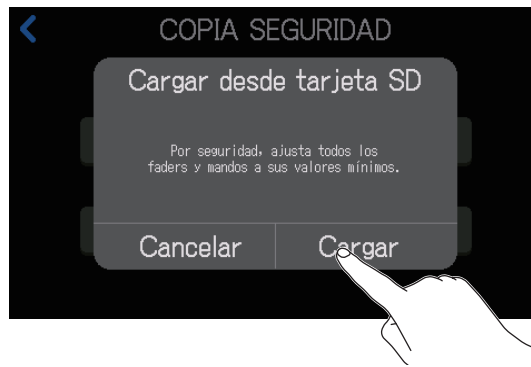 COPIA SEGURIDAD
Cargar desde tarjeta SD
Por seguridad, ajusta todos los
faders y mandos a sus valores mínimos.
Cancelar
Cargar